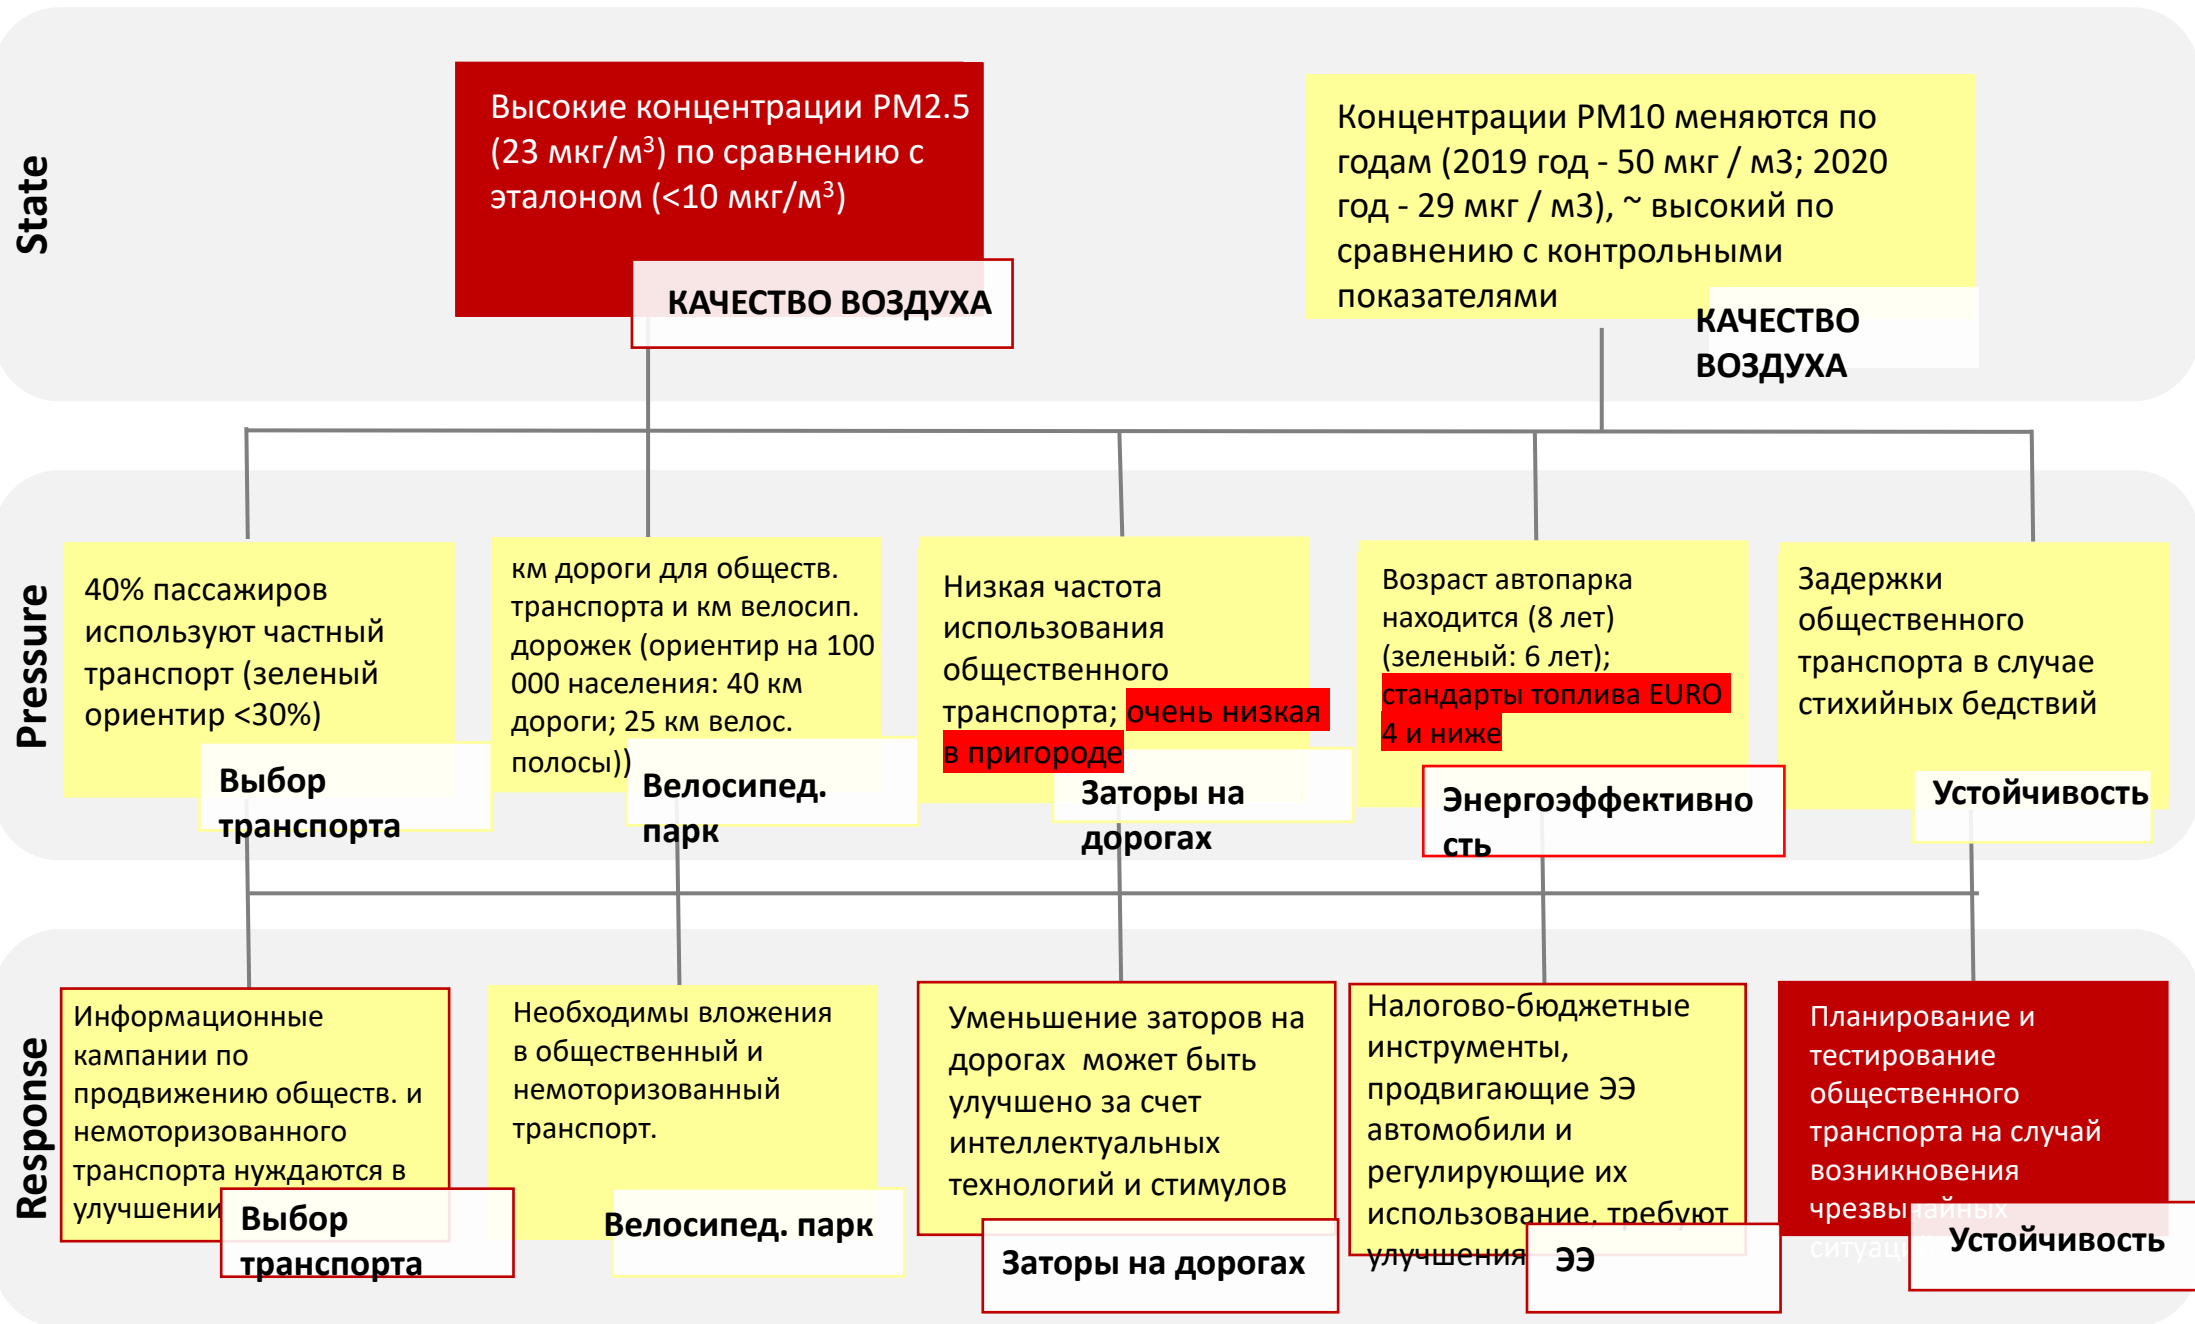 State
Высокие концентрации PM2.5
(23 мкг/м³) по сравнению с
эталоном (<10 мкг/м³)
КАЧЕСТВО ВОЗДУХА
Концентрации PM10 меняются по
годам (2019 год - 50 мкг / м3; 2020
год - 29 мкг / м3), ~ высокий по
сравнению с контрольными
показателями
КАЧЕСТВО
ВОЗДУХА
Pressure
40% пассажиров
используют частный
транспорт (зеленый
ориентир <30%)
Выбор
транспорта
км дороги для обществ.
транспорта и км велосип.
дорожек (ориентир на 100
000 населения: 40 км
дороги; 25 км велос.
полосы))
Велосипед.
парк
Низкая частота
использования
общественного
транспорта; очень низкая
в пригороде
Заторы на
дорогах
Возраст автопарка
находится (8 лет)
(зеленый: 6 лет);
стандарты топлива EURO
4 и ниже
Энергоэффективно
сть
Задержки
общественного
транспорта в случае
стихийных бедствий
Устойчивость
Response
Информационные
кампании по
продвижению обществ. и
немоторизованного
транспорта нуждаются в
улучшении
Выбор
транспорта
Необходимы вложения
в общественный и
немоторизованный
транспорт.
Велосипед. парк
Уменьшение заторов на
дорогах может быть
улучшено за счет
интеллектуальных
технологий и стимулов
Заторы на дорогах
Налогово-бюджетные
инструменты,
продвигающие ЭЭ
автомобили и
регулирующие их
использование, требуют
улучшения
ЭЭ
Планирование и
тестирование
общественного
транспорта на случай
возникновения
чрезвычайных
Устойчивость